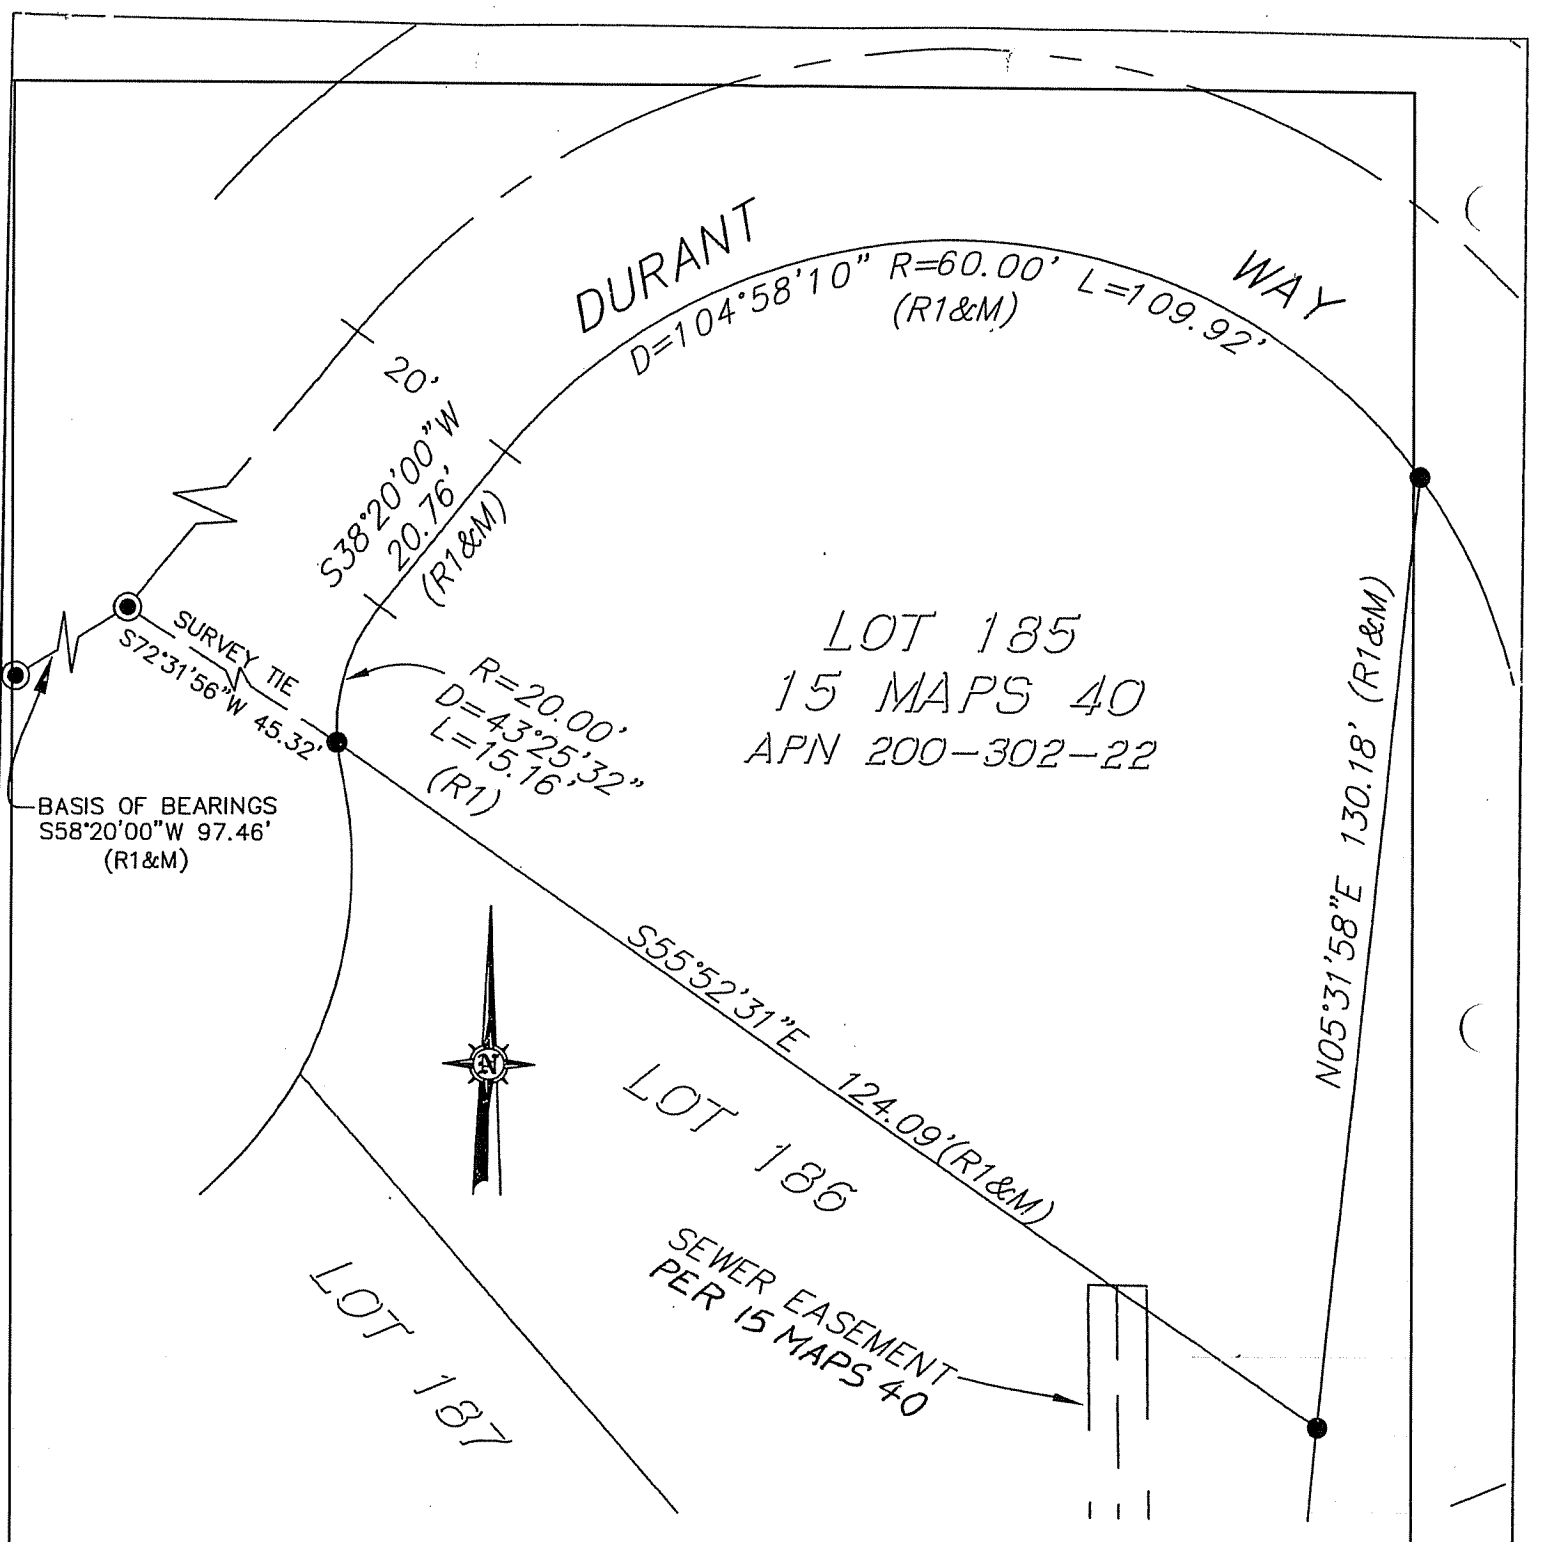 DURANT WAY
D=104°58'10" R=60.00' L=109.92'
(R1&M)
20'
S38°20'00"W
20.76'
(R1&M)
SURVEY TIE
S72°31'56"W 45.32'
R=20.00'
D=43°25'32"
L=15.16'
(R1)
BASIS OF BEARINGS
S58°20'00"W 97.46'
(R1&M)
LOT 185
15 MAPS 40
APN 200-302-22
N05°31'58"E 130.18' (R1&M)
S55°52'31"E 124.09'(R1&M)
N
LOT 186
SEWER EASEMENT
PER 15 MAPS 40
LOT 187